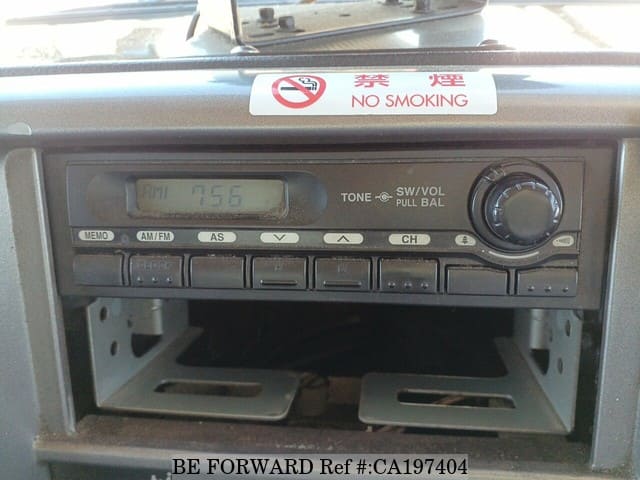 禁 煙
NO SMOKING
AM1 756
TONE SW/VOL
PULL BAL
MEMO AM/FM AS CH
BE FORWARD Ref #:CA197404